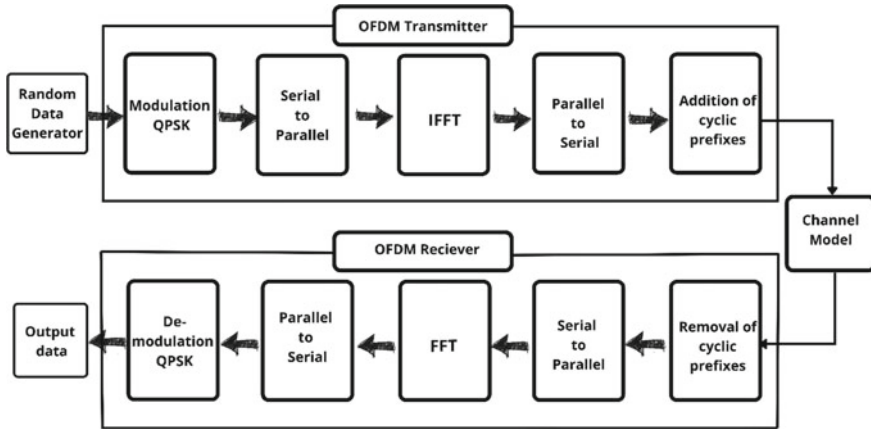 OFDM Transmitter
Random
Data
Generator
Modulation
QPSK
Serial
to
Parallel
IFFT
Parallel
to
Serial
Addition of
cyclic
prefixes
Channel
Model
OFDM Reciever
Output
data
De-
modulation
QPSK
Parallel
to
Serial
FFT
Serial
to
Parallel
Removal of
cyclic
prefixes